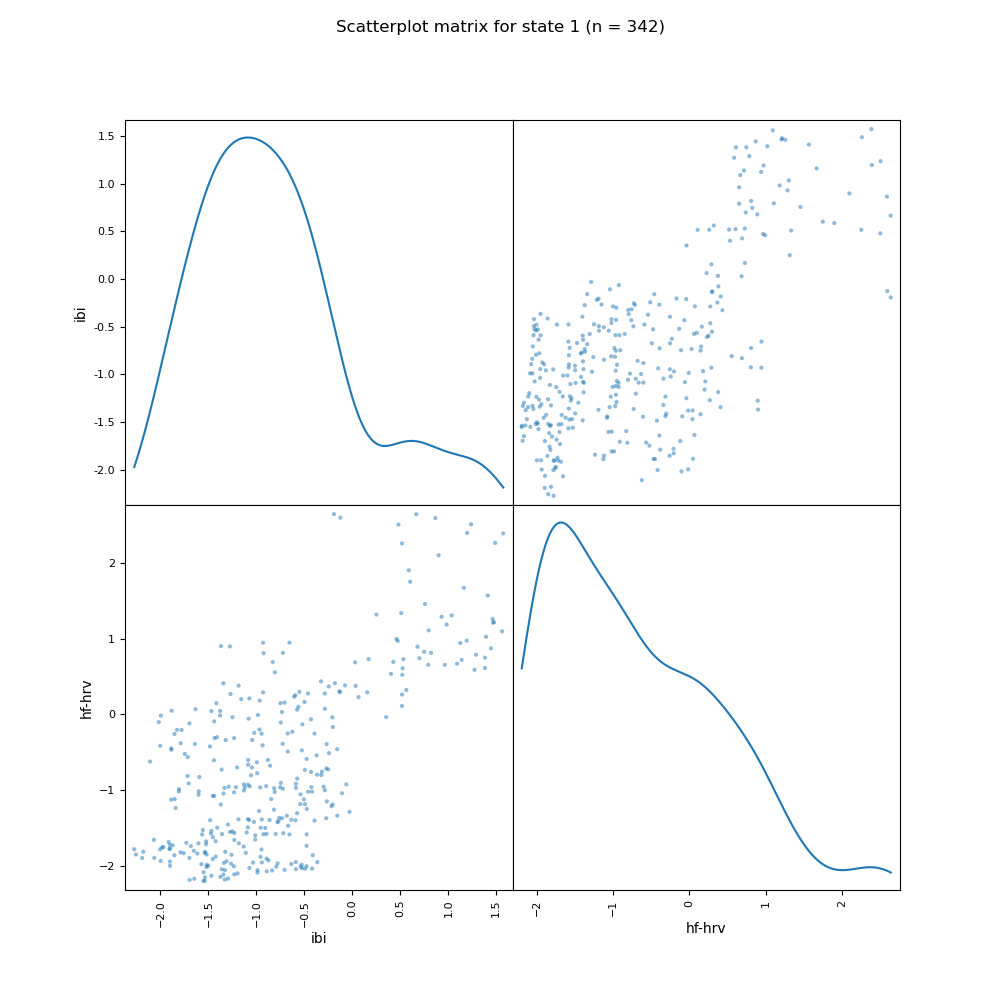 Scatterplot matrix for state 1 (n = 342)
ibi
1.5
1.0
0.5
0.0
-0.5
-1.0
-1.5
-2.0
hf-hrv
2
1
0
−1
−2
−2.0 −1.5 −1.0 −0.5 0.0 0.5 1.0 1.5
ibi
−2 −1 0 1 2
hf-hrv